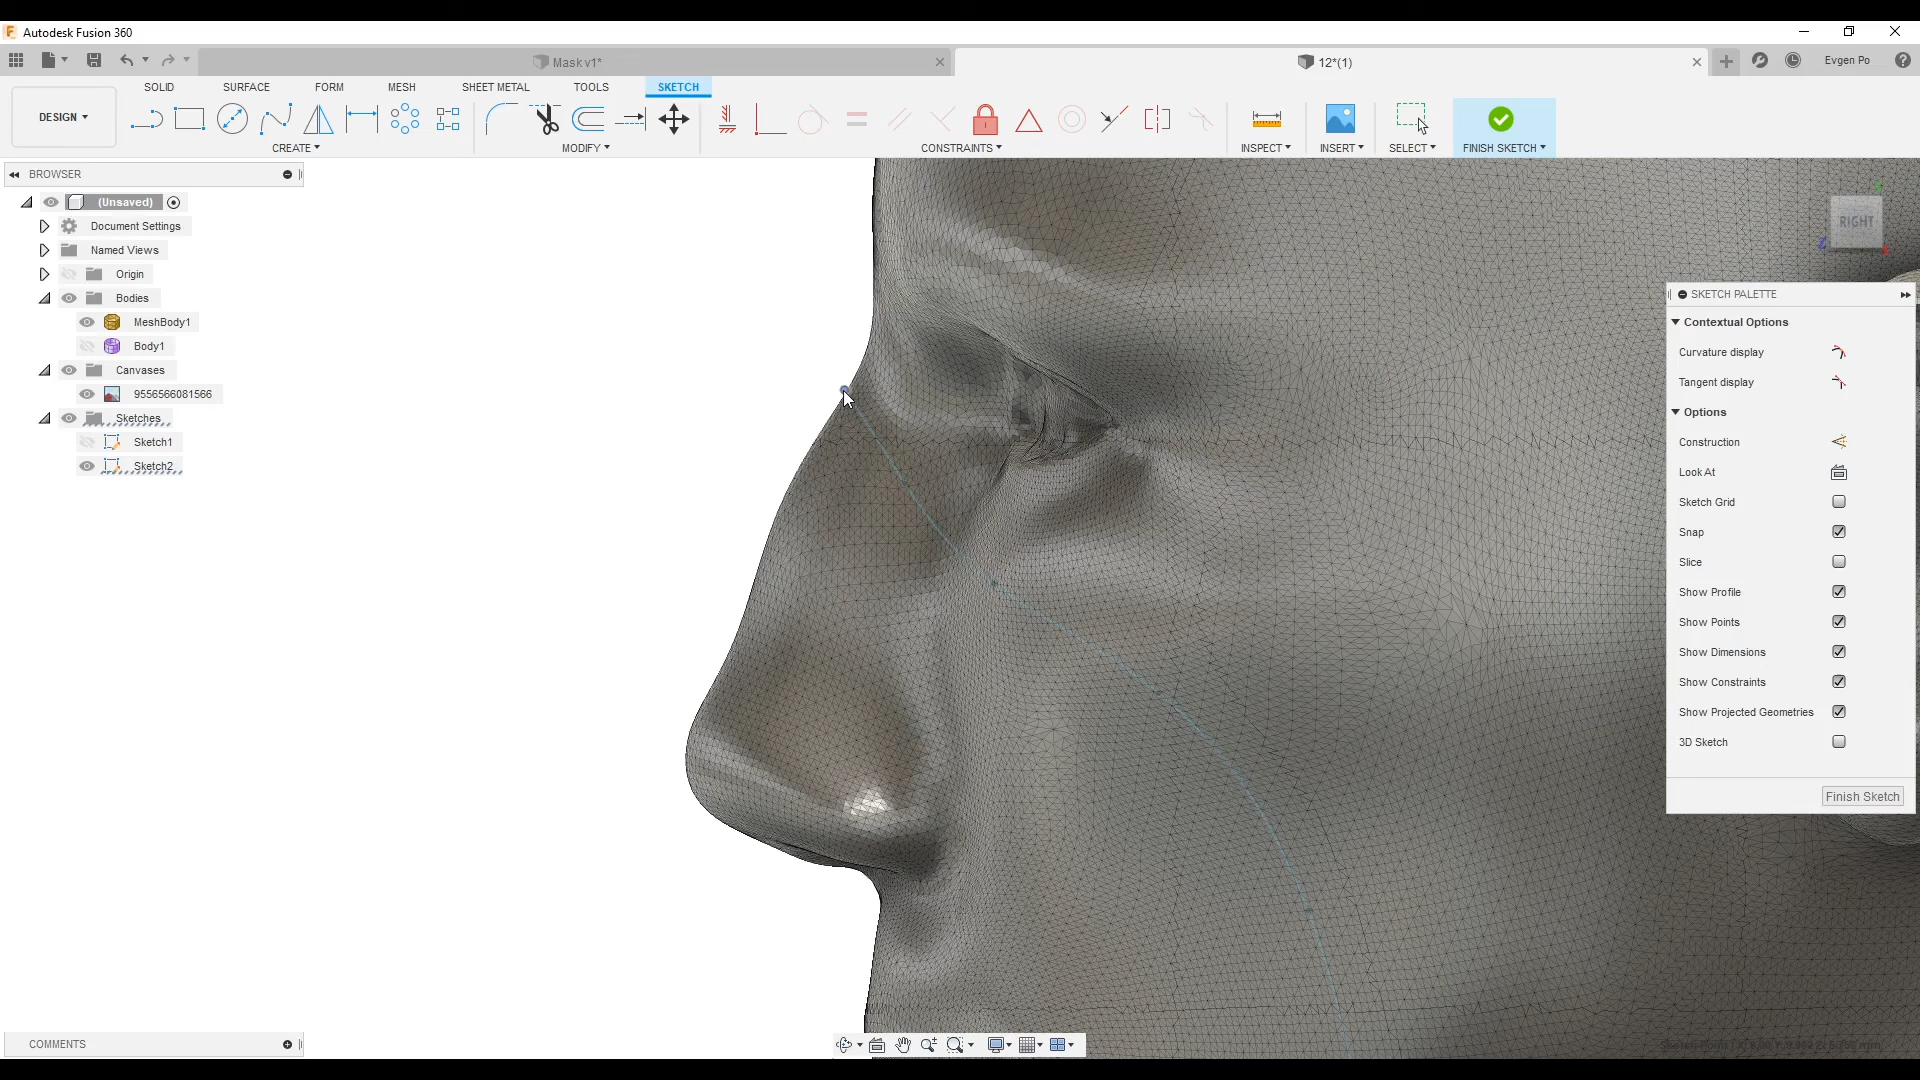 Autodesk Fusion 360
Mask v1*
12*(1)
Evgen Po
SOLID SURFACE FORM MESH SHEET METAL TOOLS SKETCH
DESIGN
CREATE MODIFY CONSTRAINTS INSPECT INSERT SELECT FINISH SKETCH
BROWSER
(Unsaved)
Document Settings
Named Views
Origin
Bodies
MeshBody1
Body1
Canvases
9556566081566
Sketches
Sketch1
Sketch2
RIGHT
Z
SKETCH PALETTE
Contextual Options
Curvature display
Tangent display
Options
Construction
Look At
Sketch Grid
Snap
Slice
Show Profile
Show Points
Show Dimensions
Show Constraints
Show Projected Geometries
3D Sketch
Finish Sketch
COMMENTS